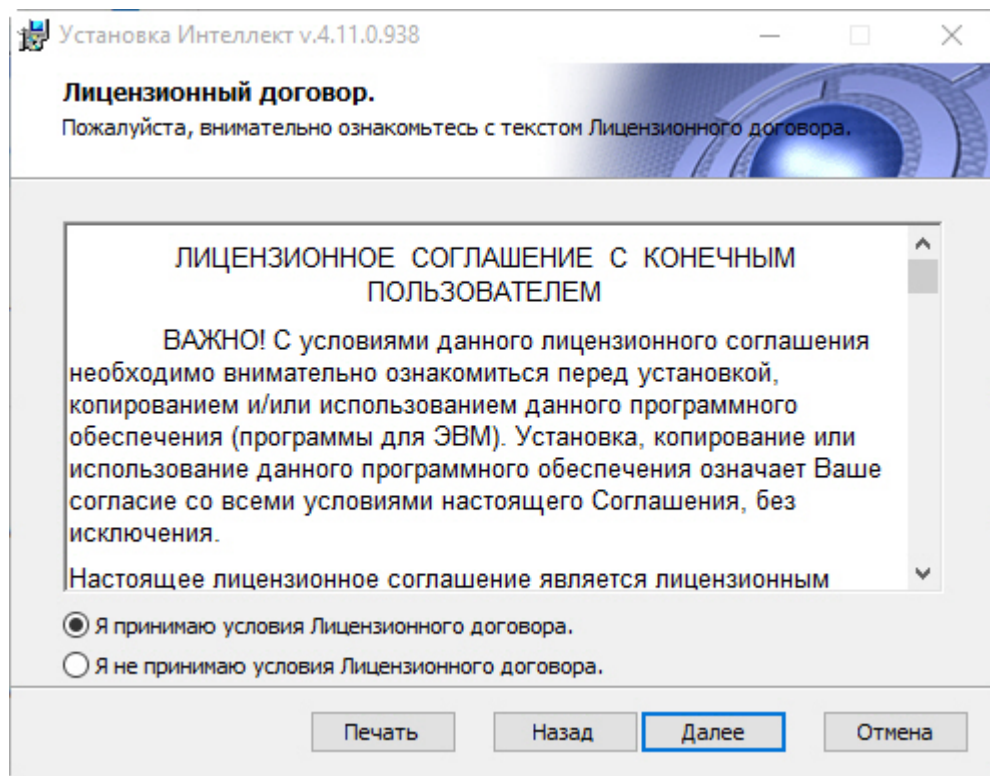 Установка Интеллект v.4.11.0.938
Лицензионный договор.
Пожалуйста, внимательно ознакомьтесь с текстом Лицензионного договора.
ЛИЦЕНЗИОННОЕ СОГЛАШЕНИЕ С КОНЕЧНЫМ
ПОЛЬЗОВАТЕЛЕМ
ВАЖНО! С условиями данного лицензионного соглашения
необходимо внимательно ознакомиться перед установкой,
копированием и/или использованием данного программного
обеспечения (программы для ЭВМ). Установка, копирование или
использование данного программного обеспечения означает Ваше
согласие со всеми условиями настоящего Соглашения, без
исключения.
Настоящее лицензионное соглашение является лицензионным
Я принимаю условия Лицензионного договора.
Я не принимаю условия Лицензионного договора.
Печать Назад Далее Отмена